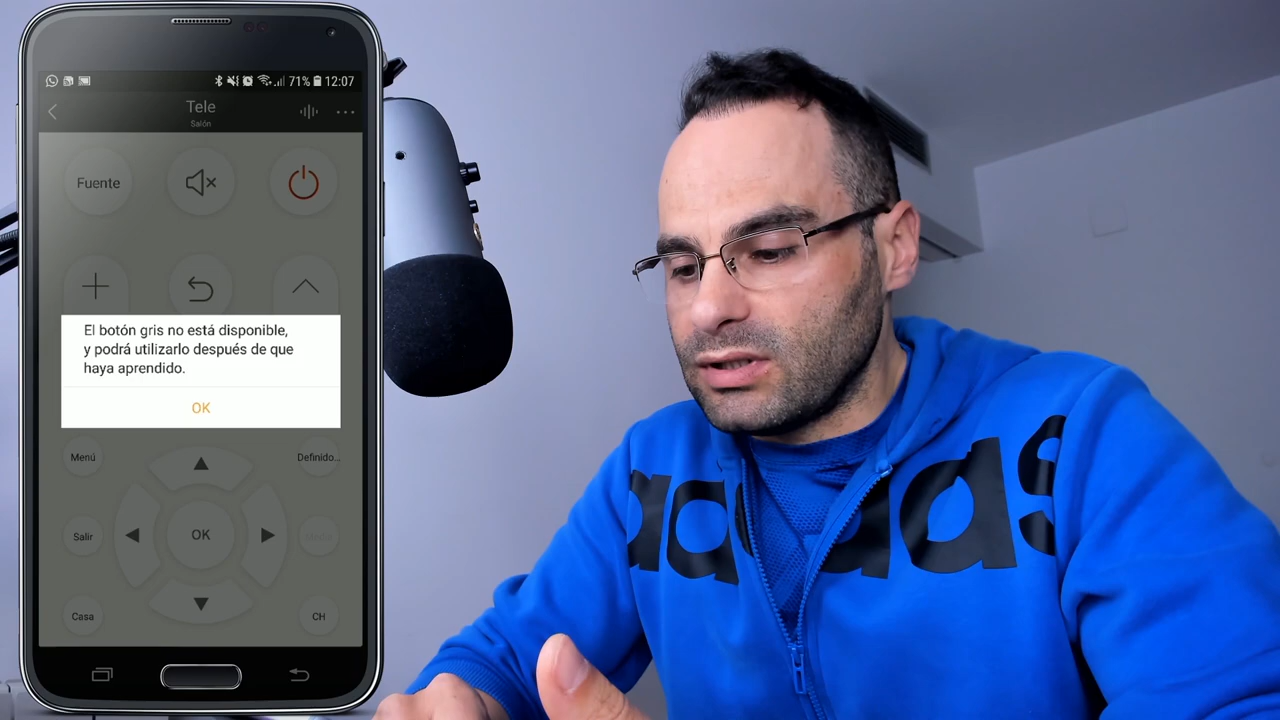 71% 12:07
Tele
Salón
Fuente
El botón gris no está disponible,
y podrá utilizarlo después de que
haya aprendido.
OK
Menú
Definido...
Salir
OK
Casa
CH
adidas